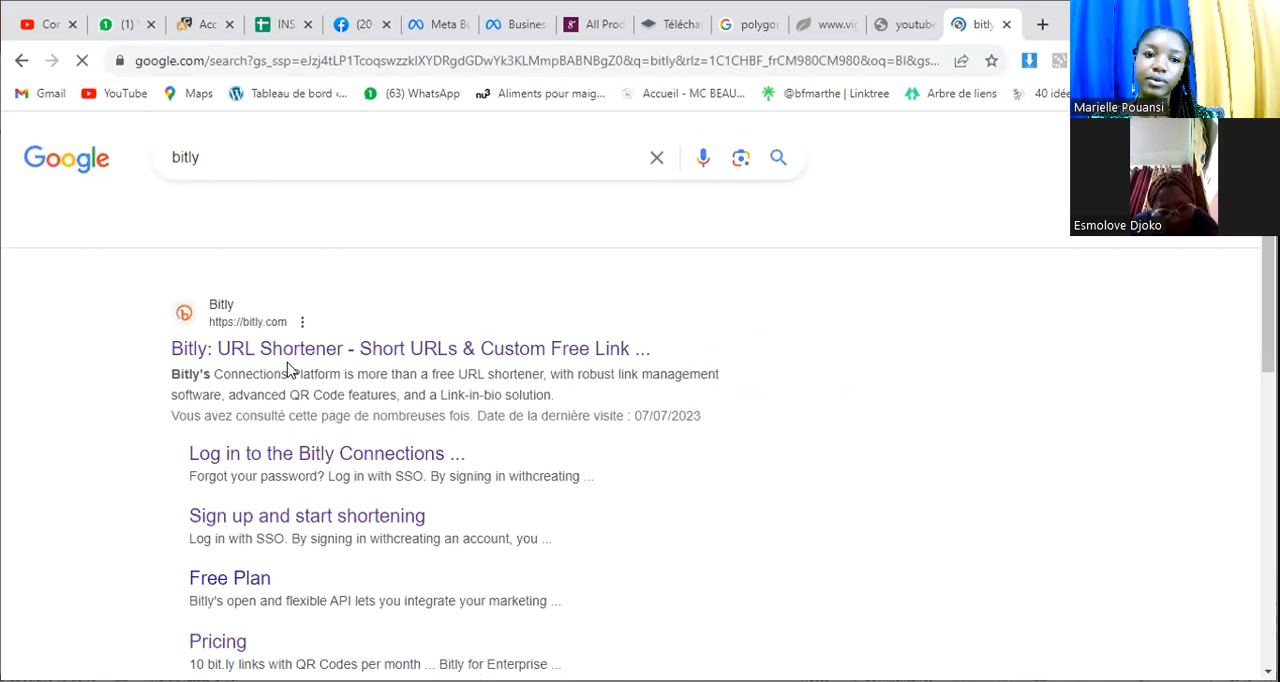 Cor
(1)
Acc
INS
(20
Meta Bu
Busines
All Prod
Télécha
polygor
www.vig
youtube
bitly
google.com/search?gs_ssp=eJzj4tLP1TcoqswzzklXYDRgdGDwYk3KLMmpBABNBgZ0&q=bitly&rlz=1C1CHBF_frCM980CM980&oq=BI&gs...
Gmail
YouTube
Maps
Tableau de bord ‹...
(63) WhatsApp
Aliments pour maig...
Accueil - MC BEAU...
@bfmarthe | Linktree
Arbre de liens
40 idée
Marielle Pouansi
Esmolove Djoko
Google
bitly
Bitly
https://bitly.com
Bitly: URL Shortener - Short URLs & Custom Free Link ...
Bitly's Connections Platform is more than a free URL shortener, with robust link management
software, advanced QR Code features, and a Link-in-bio solution.
Vous avez consulté cette page de nombreuses fois. Date de la dernière visite : 07/07/2023
Log in to the Bitly Connections ...
Forgot your password? Log in with SSO. By signing in withcreating ...
Sign up and start shortening
Log in with SSO. By signing in withcreating an account, you ...
Free Plan
Bitly's open and flexible API lets you integrate your marketing ...
Pricing
10 bit.ly links with QR Codes per month ... Bitly for Enterprise ...